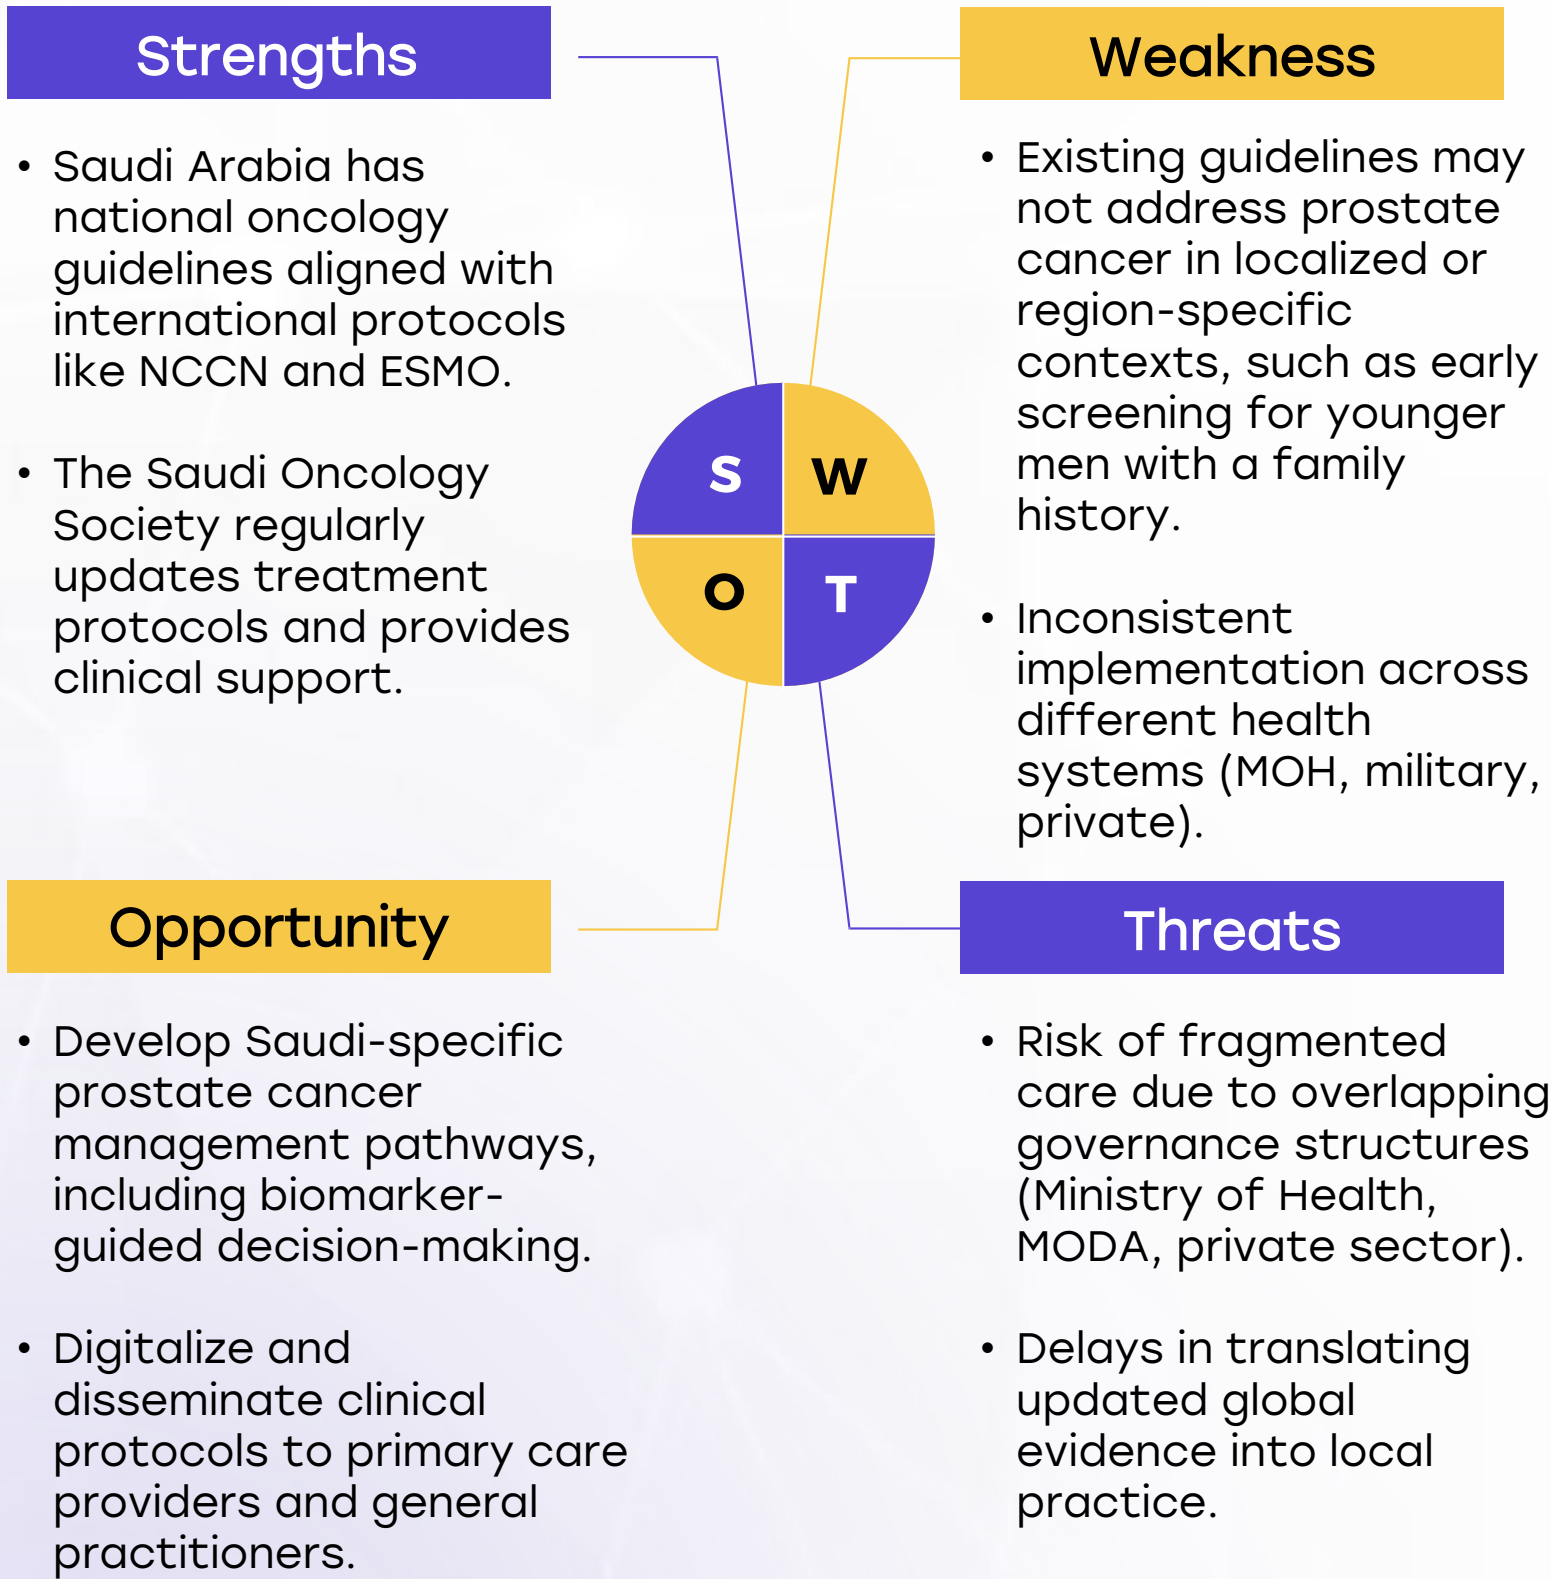 Strengths
• Saudi Arabia has
national oncology
guidelines aligned with
international protocols
like NCCN and ESMO.
• The Saudi Oncology
Society regularly
updates treatment
protocols and provides
clinical support.
Weakness
• Existing guidelines may
not address prostate
cancer in localized or
region-specific
contexts, such as early
screening for younger
men with a family
history.
• Inconsistent
implementation across
different health
systems (MOH, military,
private).
S
W
O
T
Opportunity
• Develop Saudi-specific
prostate cancer
management pathways,
including biomarker-
guided decision-making.
• Digitalize and
disseminate clinical
protocols to primary care
providers and general
practitioners.
Threats
• Risk of fragmented
care due to overlapping
governance structures
(Ministry of Health,
MODA, private sector).
• Delays in translating
updated global
evidence into local
practice.